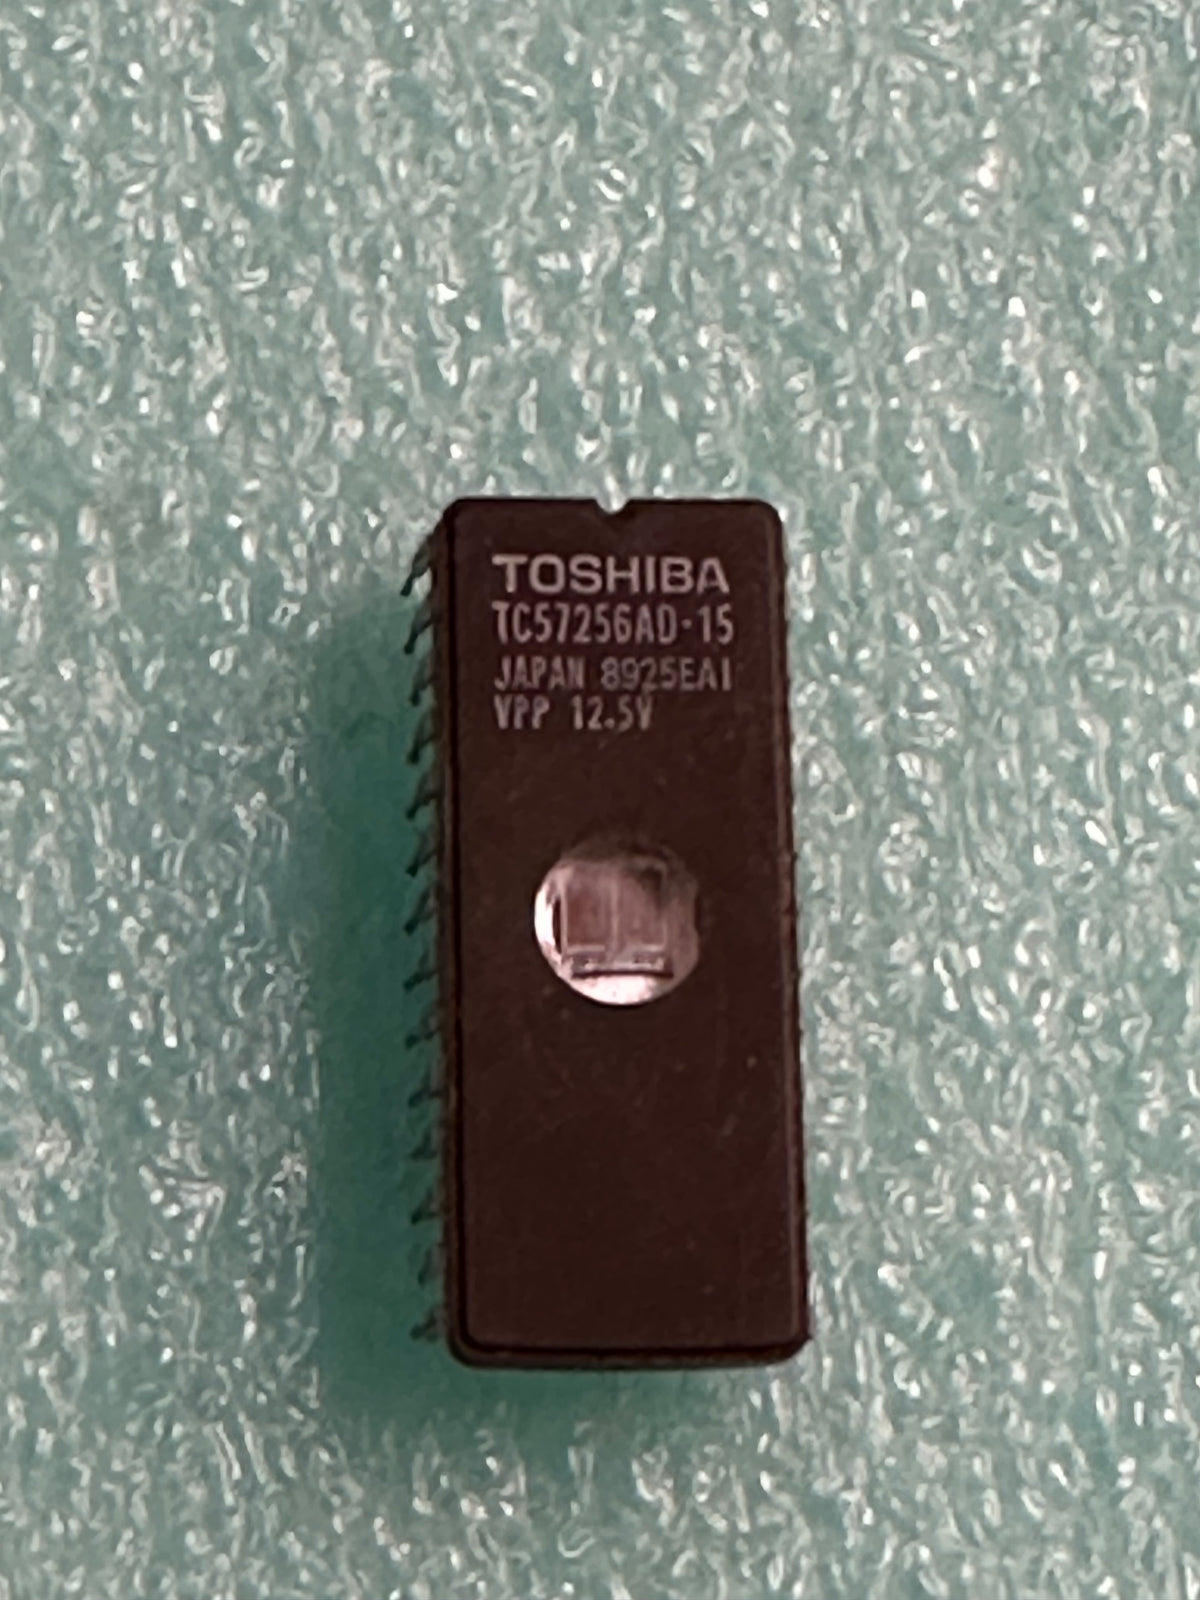 TOSHIBA
TC57256AD-15
JAPAN 8925EAI
VPP 12.5V